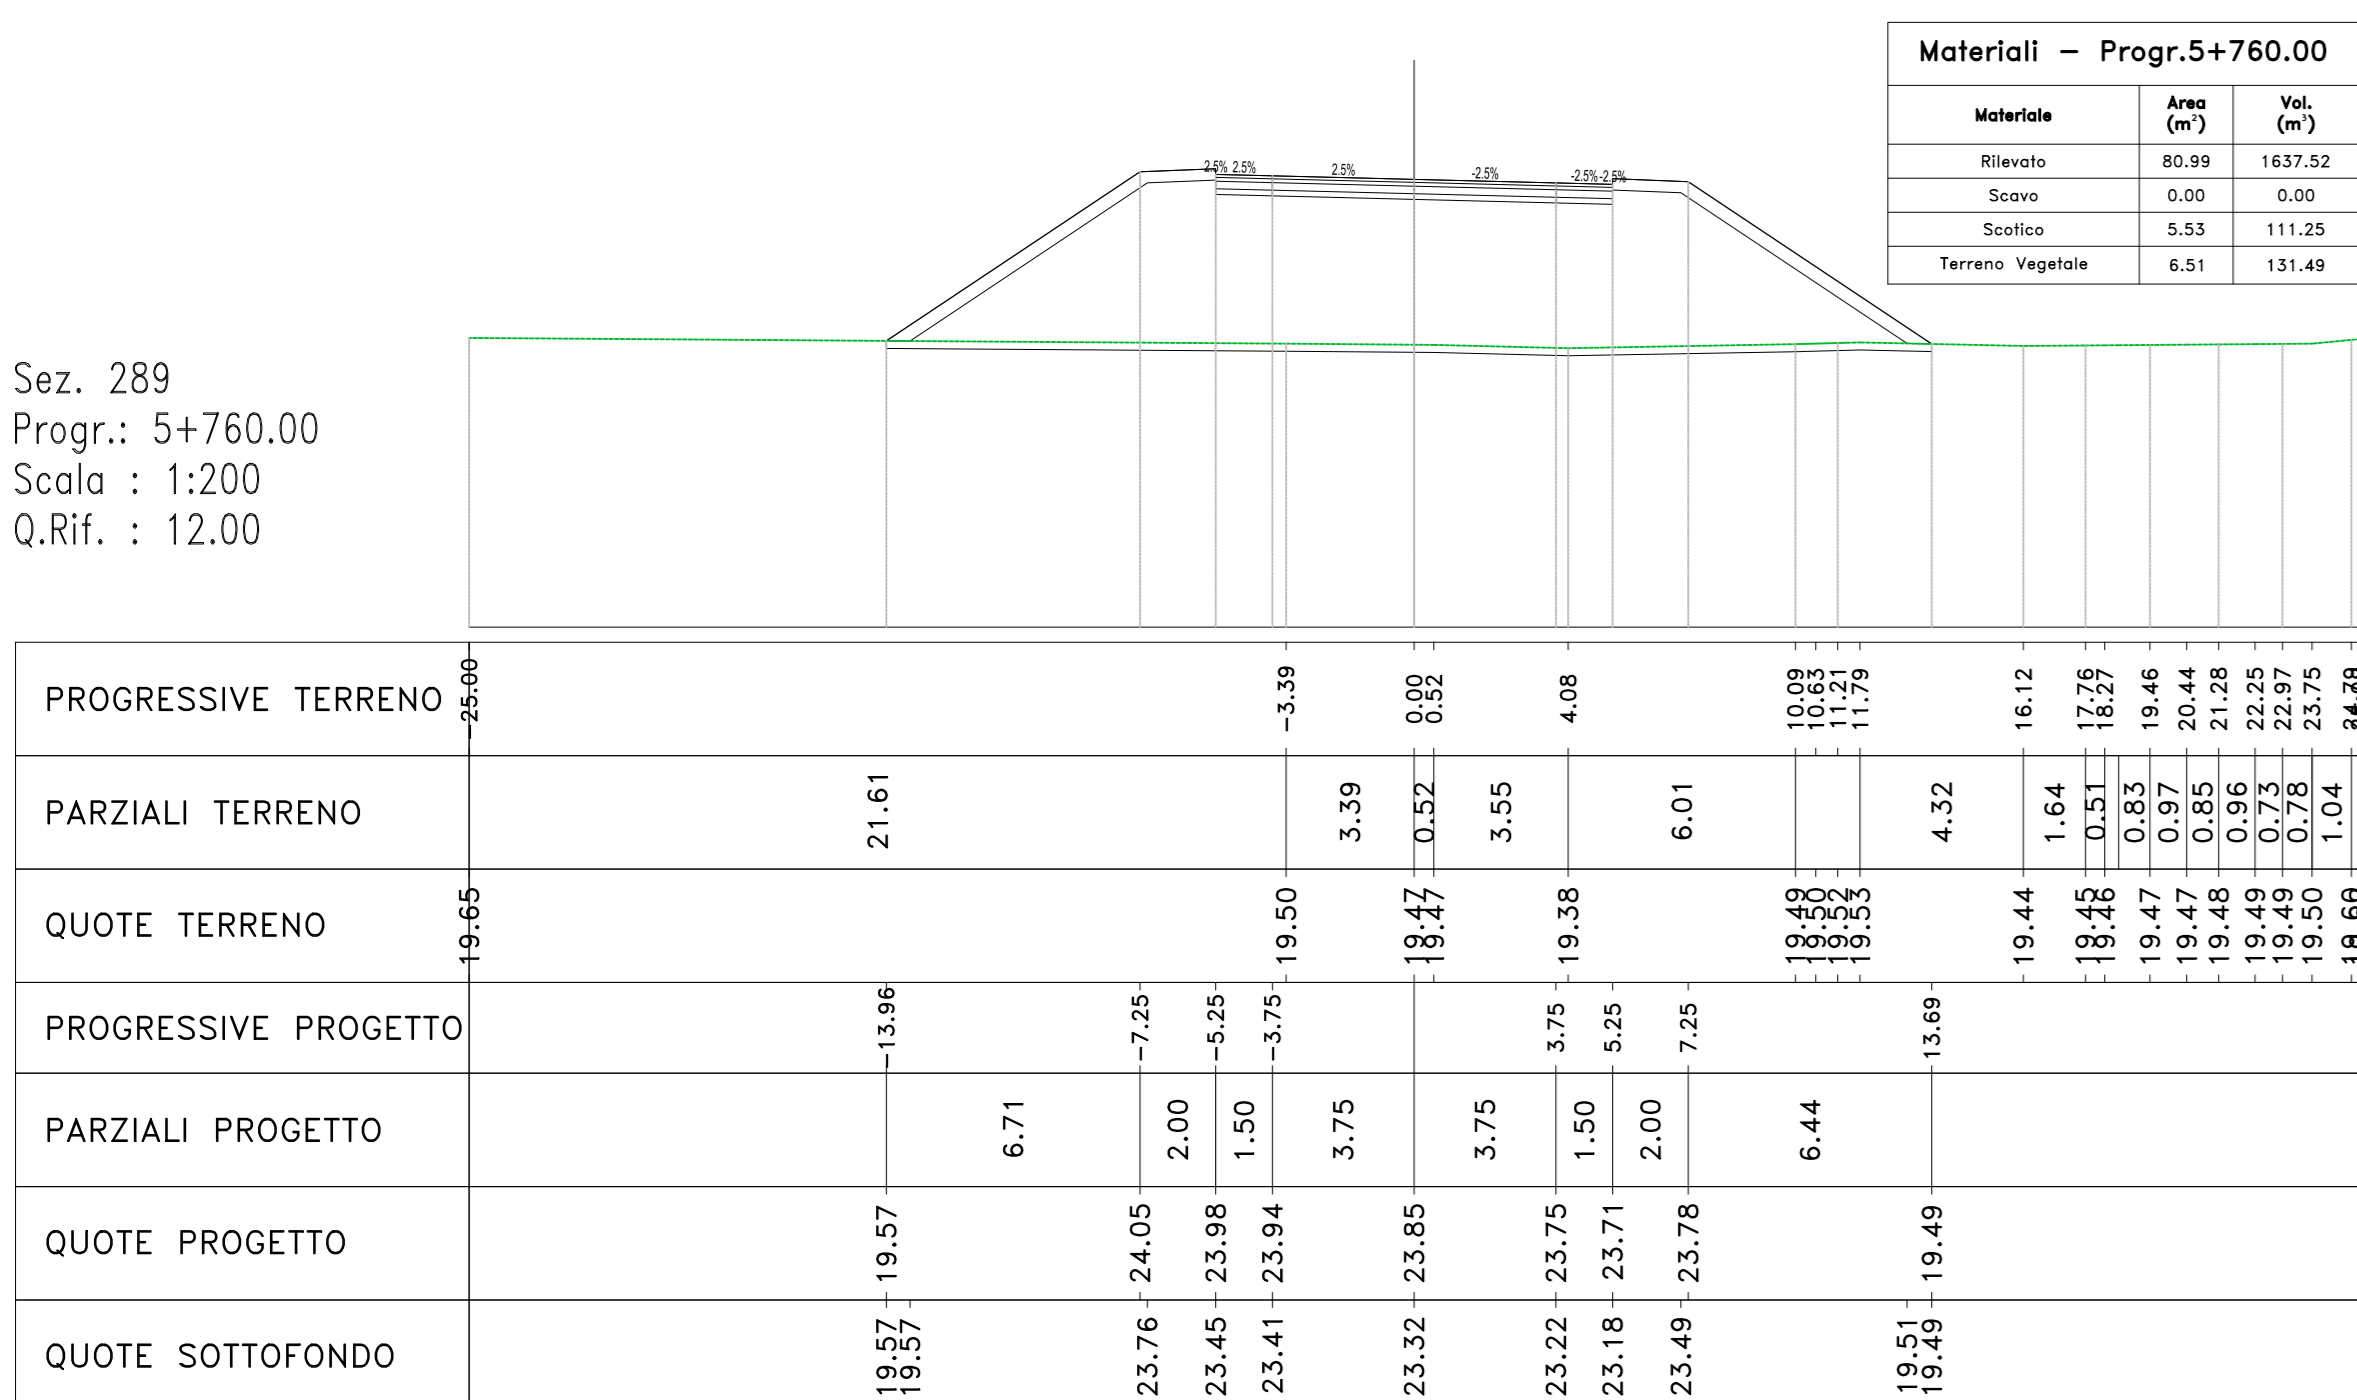 Materiali – Progr.5+760.00
Materiale Area (m²) Vol. (m³)
Rilevato 80.99 1637.52
Scavo 0.00 0.00
Scotico 5.53 111.25
Terreno Vegetale 6.51 131.49
2.5% 2.5% 2.5% -2.5% -2.5% -2.5%
Sez. 289
Progr.: 5+760.00
Scala : 1:200
Q.Rif. : 12.00
PROGRESSIVE TERRENO -25.00 -3.39 0.00 0.52 4.08 10.09 10.63 11.21 11.79 16.12 17.76 18.27 19.46 20.44 21.28 22.25 22.97 23.75 24.79
PARZIALI TERRENO 21.61 3.39 0.52 3.55 6.01 4.32 1.64 0.51 0.83 0.97 0.85 0.96 0.73 0.78 1.04
QUOTE TERRENO 19.65 19.50 19.47 19.47 19.38 19.49 19.50 19.52 19.53 19.44 19.45 19.46 19.47 19.47 19.48 19.49 19.49 19.50
PROGRESSIVE PROGETTO -13.96 -7.25 -5.25 -3.75 3.75 5.25 7.25 13.69
PARZIALI PROGETTO 6.71 2.00 1.50 3.75 3.75 1.50 2.00 6.44
QUOTE PROGETTO 19.57 24.05 23.98 23.94 23.85 23.75 23.71 23.78 19.49
QUOTE SOTTOFONDO 19.57 19.57 23.76 23.45 23.41 23.32 23.22 23.18 23.49 19.51 19.49